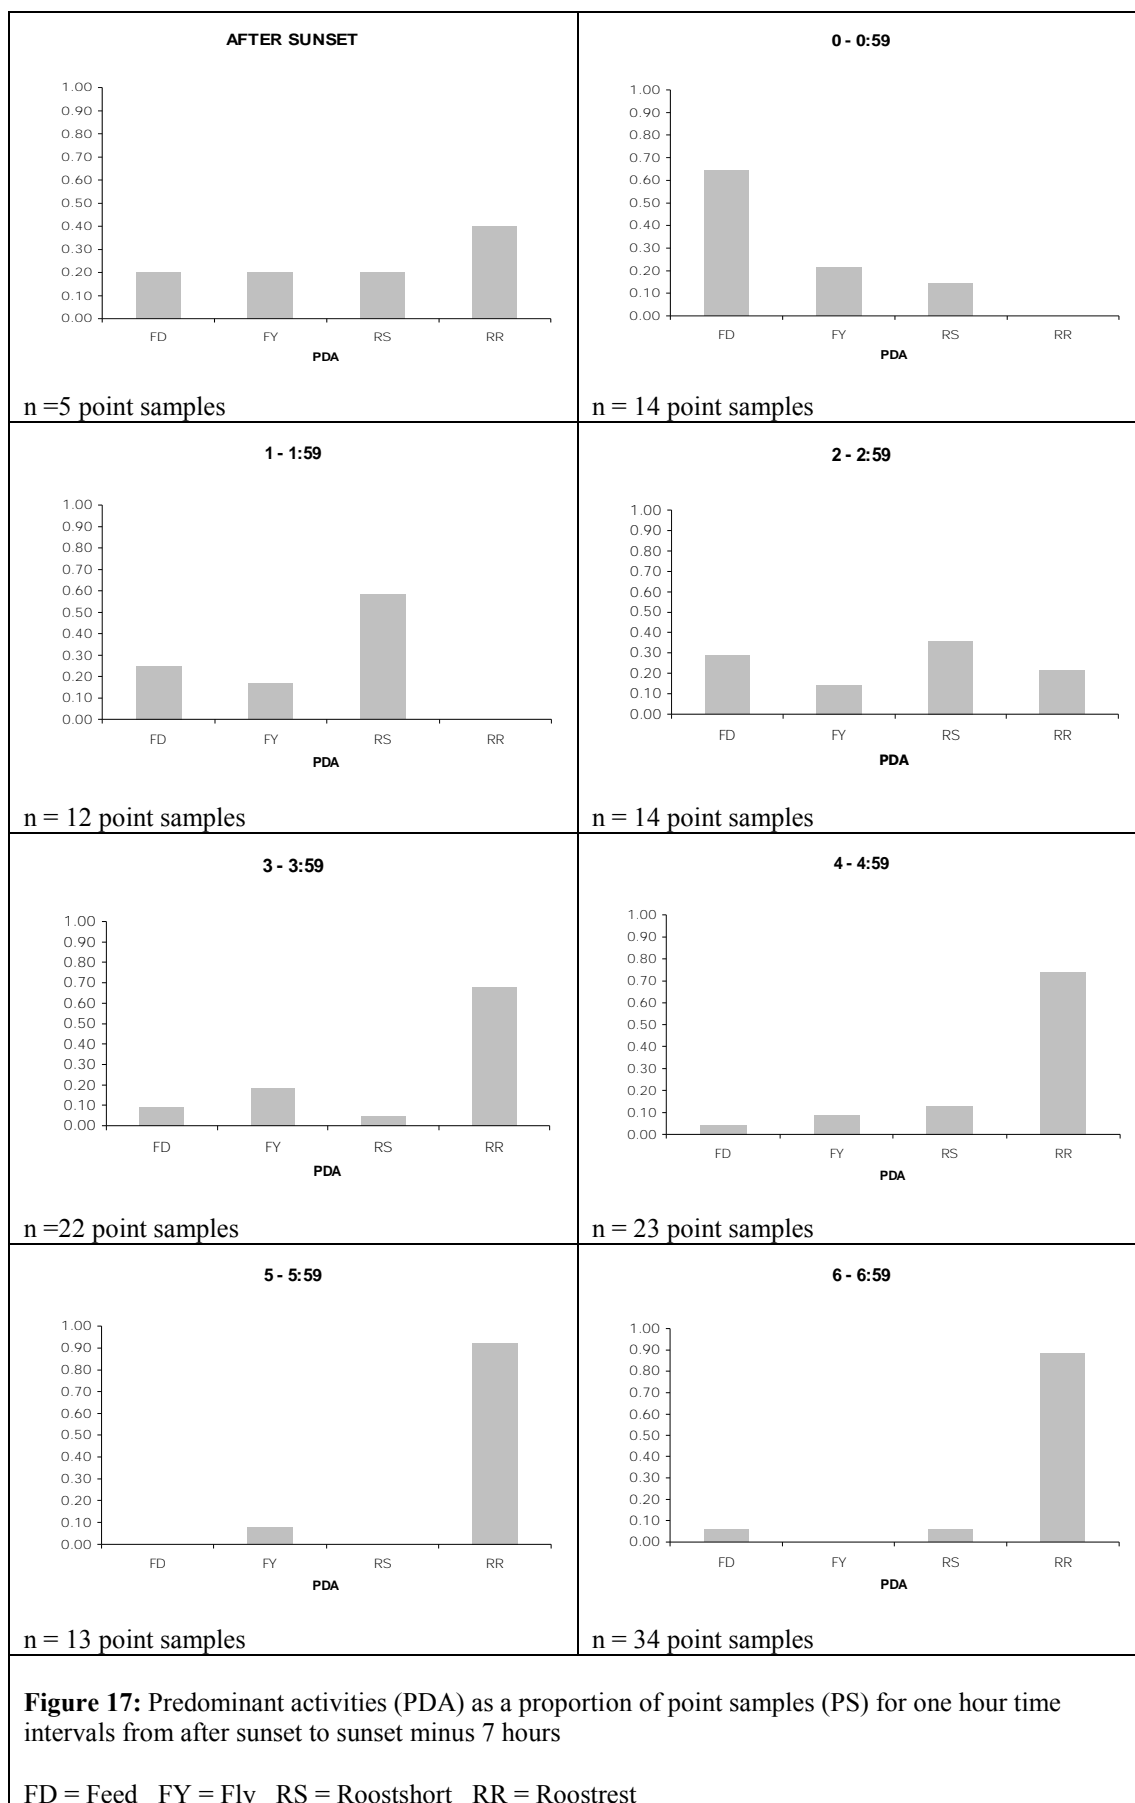 AFTER SUNSET
1.00
0.90
0.80
0.70
0.60
0.50
0.40
0.30
0.20
0.10
0.00
FD FY RS RR
PDA
n =5 point samples
0 - 0:59
1.00
0.90
0.80
0.70
0.60
0.50
0.40
0.30
0.20
0.10
0.00
FD FY RS RR
PDA
n = 14 point samples
1 - 1:59
1.00
0.90
0.80
0.70
0.60
0.50
0.40
0.30
0.20
0.10
0.00
FD FY RS RR
PDA
n = 12 point samples
2 - 2:59
1.00
0.90
0.80
0.70
0.60
0.50
0.40
0.30
0.20
0.10
0.00
FD FY RS RR
PDA
n = 14 point samples
3 - 3:59
1.00
0.90
0.80
0.70
0.60
0.50
0.40
0.30
0.20
0.10
0.00
FD FY RS RR
PDA
n =22 point samples
4 - 4:59
1.00
0.90
0.80
0.70
0.60
0.50
0.40
0.30
0.20
0.10
0.00
FD FY RS RR
PDA
n = 23 point samples
5 - 5:59
1.00
0.90
0.80
0.70
0.60
0.50
0.40
0.30
0.20
0.10
0.00
FD FY RS RR
PDA
n = 13 point samples
6 - 6:59
1.00
0.90
0.80
0.70
0.60
0.50
0.40
0.30
0.20
0.10
0.00
FD FY RS RR
PDA
n = 34 point samples
Figure 17: Predominant activities (PDA) as a proportion of point samples (PS) for one hour time
intervals from after sunset to sunset minus 7 hours
FD = Feed FY = Fly RS = Roostshort RR = Roostrest